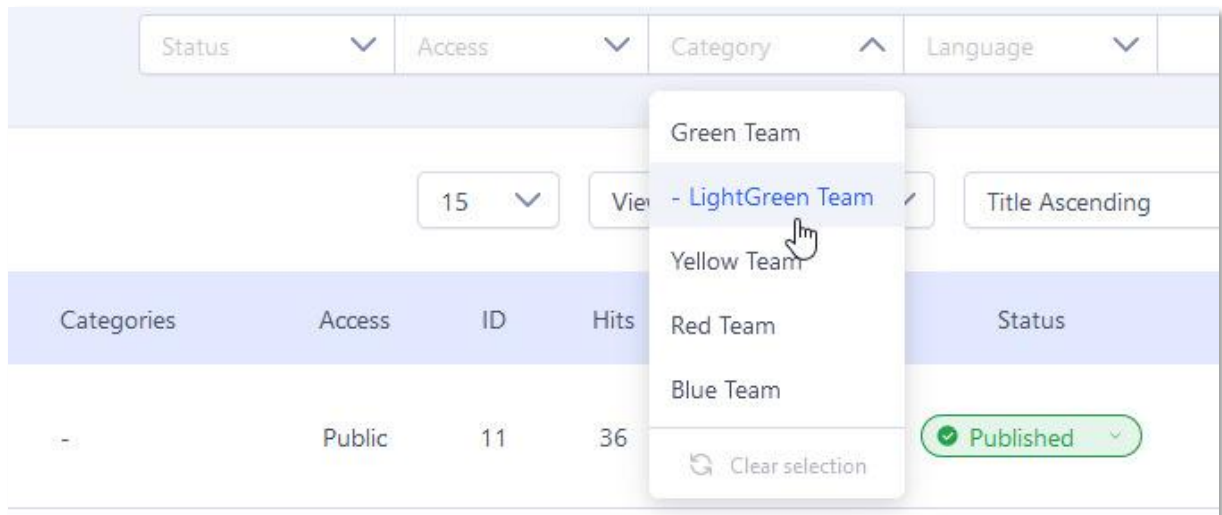 Status Access Category Language
Green Team
15 Vie - LightGreen Team Title Ascending
Yellow Team
Categories Access ID Hits Red Team Status
Blue Team
- Public 11 36 Published
Clear selection